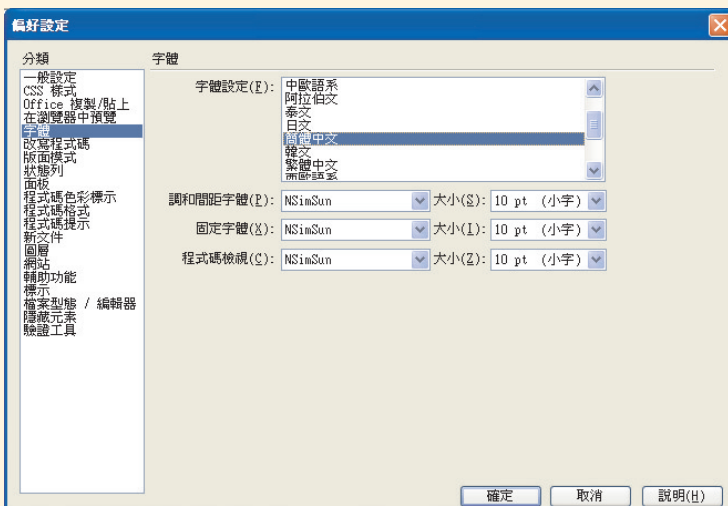 偏好設定
分類
一般設定
CSS 樣式
Office 複製/貼上
在瀏覽器中預覽
字體
改寫程式碼
版面模式
狀態列
面板
程式碼色彩標示
程式碼格式
程式碼提示
新文件
圖層
網站
輔助功能
標示
檔案型態 / 編輯器
隱藏元素
驗證工具
字體
字體設定(F):
中歐語系
阿拉伯文
泰文
日文
簡體中文
韓文
繁體中文
西歐語系
調和間距字體(P): NSimSun 大小(S): 10 pt (小字)
固定字體(X): NSimSun 大小(I): 10 pt (小字)
程式碼檢視(C): NSimSun 大小(Z): 10 pt (小字)
確定 取消 說明(H)